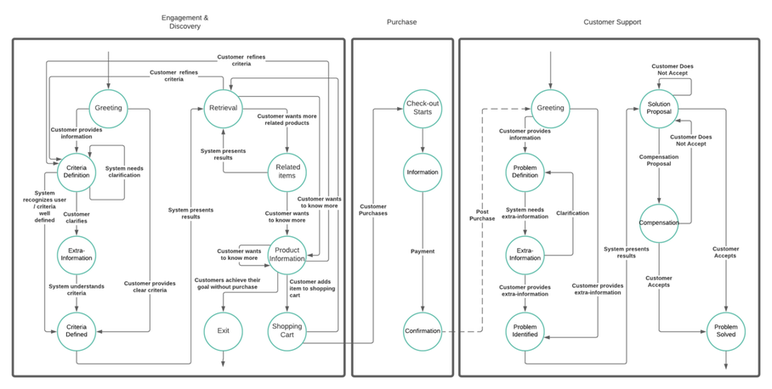 Engagement &
Discovery
Purchase
Customer Support
Customer refines
criteria
Customer refines
criteria
Greeting
Retrieval
Customer wants more
related products
Customer provides
information
System presents
results
Criteria
Definition
System needs
clarification
Related
items
System
recognizes user
/ criteria
well
defined
Customer
clarifies
System presents
results
Customer wants
to know more
Customer wants
to know more
Extra-
Information
Customer wants
to know more
Product
Information
System understands
criteria
Customer provides
clear criteria
Customers achieve their
goal without purchase
Customer adds
item to shopping
cart
Criteria
Defined
Exit
Shopping
Cart
Customer
Purchases
Check-out
Starts
Information
Payment
Confirmation
Post
Purchase
Greeting
Customer provides
information
Problem
Definition
System needs
extra-information
Clarification
Extra-
Information
Customer provides
extra-information
Customer provides
extra-information
Problem
Identified
System presents
results
Customer Does
Not Accept
Solution
Proposal
Customer Does
Not Accept
Compensation
Proposal
Compensation
Customer
Accepts
Customer
Accepts
Problem
Solved